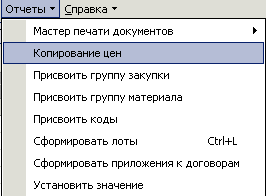 Отчеты Справка
Мастер печати документов
Копирование цен
Присвоить группу закупки
Присвоить группу материала
Присвоить коды
Сформировать лоты Ctrl+L
Сформировать приложения к договорам
Установить значение